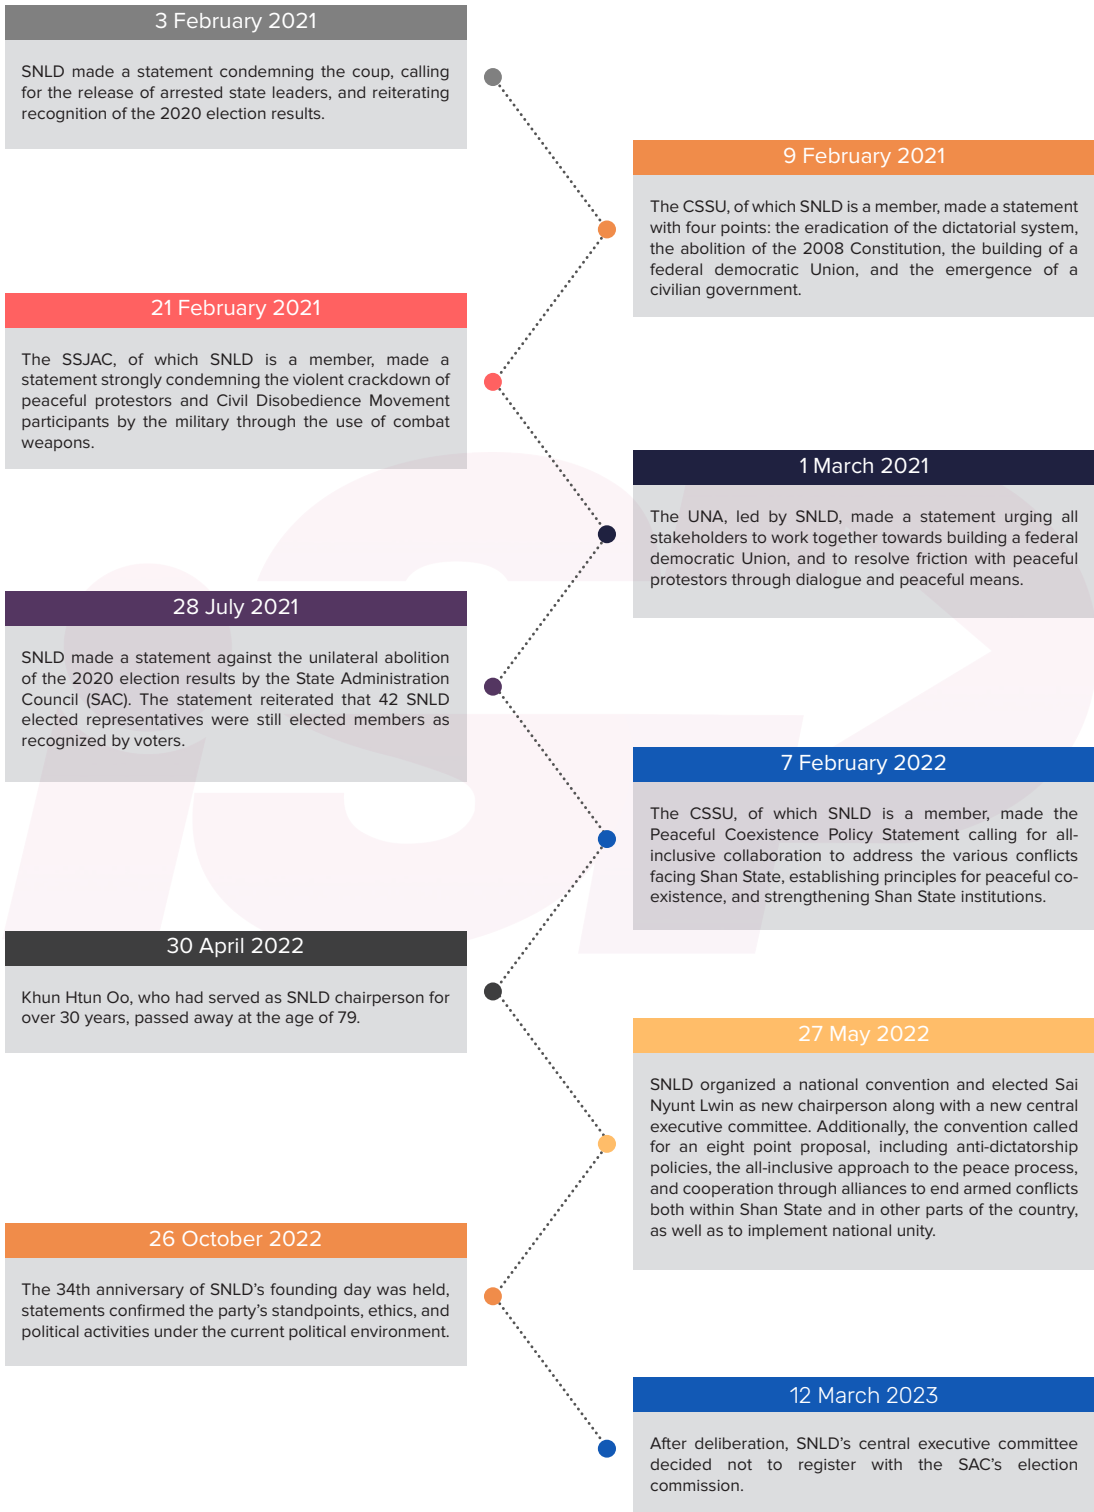 3 February 2021
SNLD made a statement condemning the coup, calling
for the release of arrested state leaders, and reiterating
recognition of the 2020 election results.
9 February 2021
The CSSU, of which SNLD is a member, made a statement
with four points: the eradication of the dictatorial system,
the abolition of the 2008 Constitution, the building of a
federal democratic Union, and the emergence of a
civilian government.
21 February 2021
The SSJAC, of which SNLD is a member, made a
statement strongly condemning the violent crackdown of
peaceful protestors and Civil Disobedience Movement
participants by the military through the use of combat
weapons.
1 March 2021
The UNA, led by SNLD, made a statement urging all
stakeholders to work together towards building a federal
democratic Union, and to resolve friction with peaceful
protestors through dialogue and peaceful means.
28 July 2021
SNLD made a statement against the unilateral abolition
of the 2020 election results by the State Administration
Council (SAC). The statement reiterated that 42 SNLD
elected representatives were still elected members as
recognized by voters.
7 February 2022
The CSSU, of which SNLD is a member, made the
Peaceful Coexistence Policy Statement calling for all-
inclusive collaboration to address the various conflicts
facing Shan State, establishing principles for peaceful co-
existence, and strengthening Shan State institutions.
30 April 2022
Khun Htun Oo, who had served as SNLD chairperson for
over 30 years, passed away at the age of 79.
27 May 2022
SNLD organized a national convention and elected Sai
Nyunt Lwin as new chairperson along with a new central
executive committee. Additionally, the convention called
for an eight point proposal, including anti-dictatorship
policies, the all-inclusive approach to the peace process,
and cooperation through alliances to end armed conflicts
both within Shan State and in other parts of the country,
as well as to implement national unity.
26 October 2022
The 34th anniversary of SNLD's founding day was held,
statements confirmed the party's standpoints, ethics, and
political activities under the current political environment.
12 March 2023
After deliberation, SNLD's central executive committee
decided not to register with the SAC's election
commission.